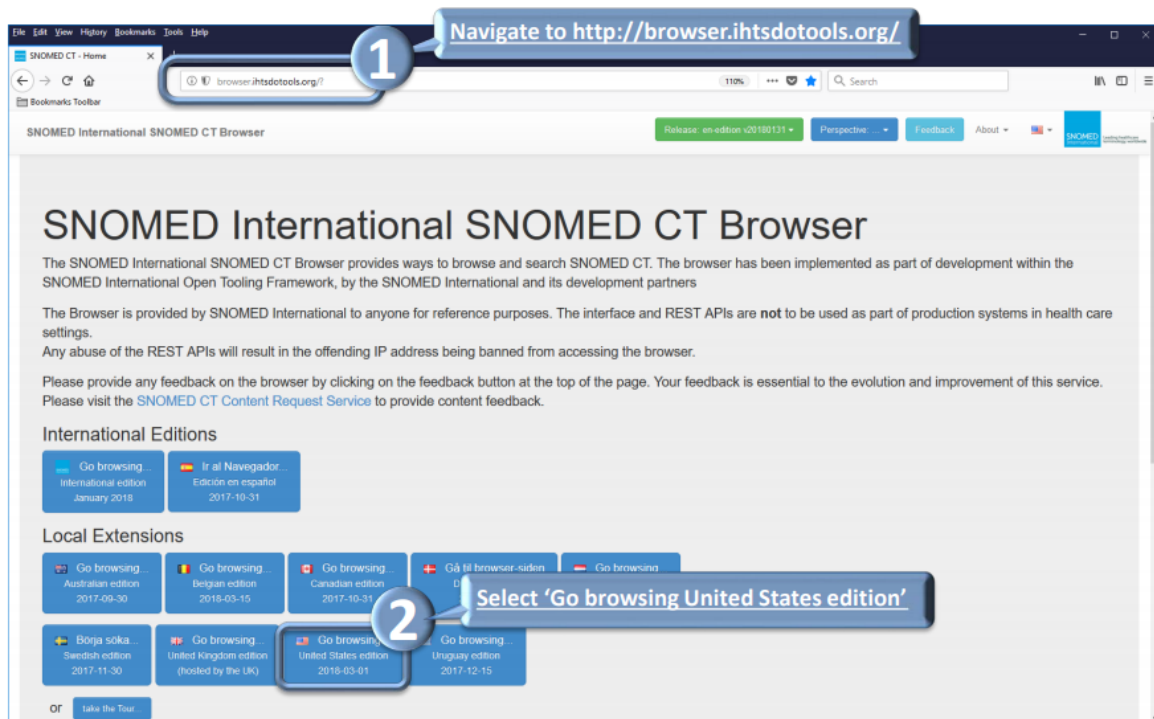 Navigate to http://browser.ihtsdotools.org/
1
File Edit View History Bookmarks Tools Help
SNOMED CT - Home
browser.ihtsdotools.org/?
110%
Search
Bookmarks Toolbar
SNOMED International SNOMED CT Browser
Release: en-edition v20180131
Perspective: ...
Feedback
About
SNOMED International
Leading healthcare terminology, worldwide
SNOMED International SNOMED CT Browser
The SNOMED International SNOMED CT Browser provides ways to browse and search SNOMED CT. The browser has been implemented as part of development within the
SNOMED International Open Tooling Framework, by the SNOMED International and its development partners
The Browser is provided by SNOMED International to anyone for reference purposes. The interface and REST APIs are not to be used as part of production systems in health care
settings.
Any abuse of the REST APIs will result in the offending IP address being banned from accessing the browser.
Please provide any feedback on the browser by clicking on the feedback button at the top of the page. Your feedback is essential to the evolution and improvement of this service.
Please visit the SNOMED CT Content Request Service to provide content feedback.
International Editions
Go browsing...
International edition
January 2018
Ir al Navegador...
Edición en español
2017-10-31
Local Extensions
Go browsing...
Australian edition
2017-09-30
Go browsing...
Belgian edition
2018-03-15
Go browsing...
Canadian edition
2017-10-31
Gå til browser-siden
Go browsing
2
Select ‘Go browsing United States edition’
Börja söka...
Swedish edition
2017-11-30
Go browsing...
United Kingdom edition
(hosted by the UK)
Go browsing
United States edition
2018-03-01
Go browsing...
Uruguay edition
2017-12-15
or
take the Tour...